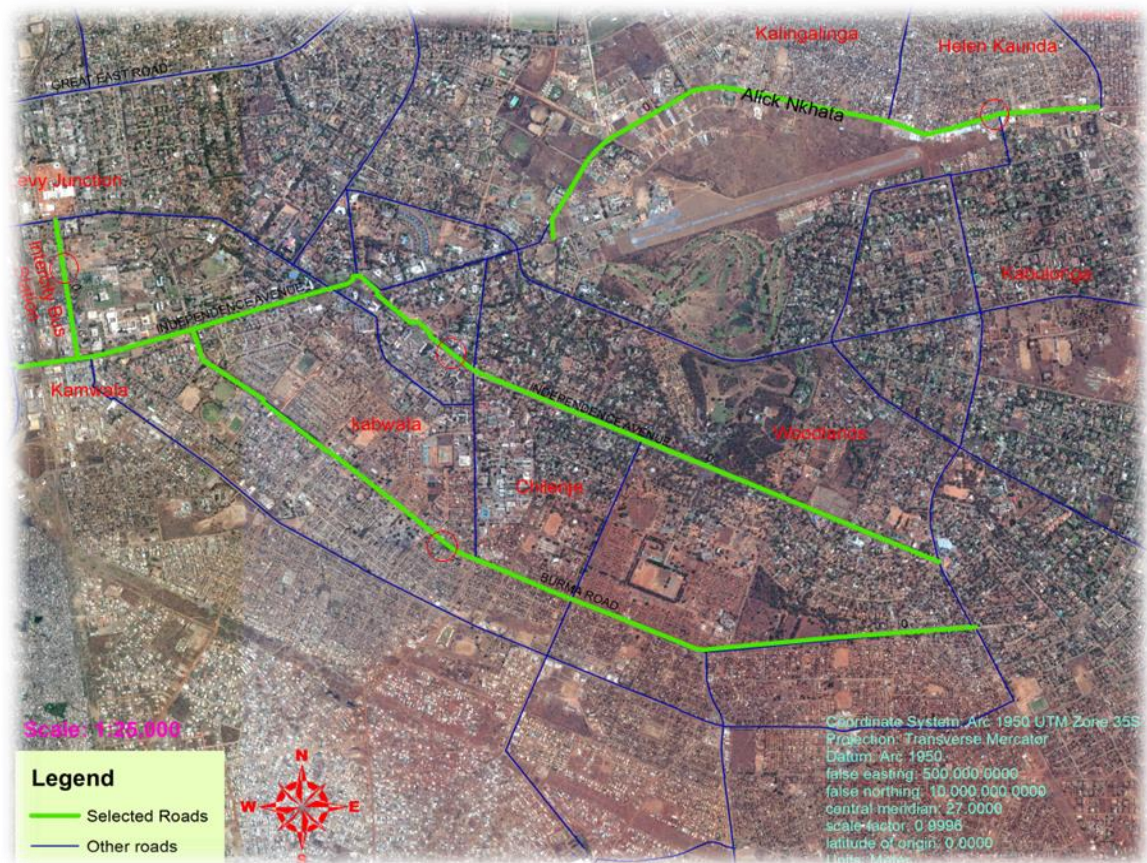 Kalingalinga
Helen Kaunda
GREAT EAST ROAD
Alick Nkhata
evy Junction
Intercity Bus
Kabulonga
INDEPENDENCE AVENUE
Kamwala
INDEPENDENCE AVENUE
kabwata
Woodlands
Chilenje
BURMA ROAD
Scale: 1:25,000
Legend
Selected Roads
Other roads
N
W
E
S
Coordinate System: Arc 1950 UTM Zone 35S
Projection: Transverse Mercator
Datum: Arc 1950
false easting: 500,000.0000
false northing: 10,000,000.0000
central meridian: 27.0000
scale factor: 0.9996
latitude of origin: 0.0000
Units: Meter